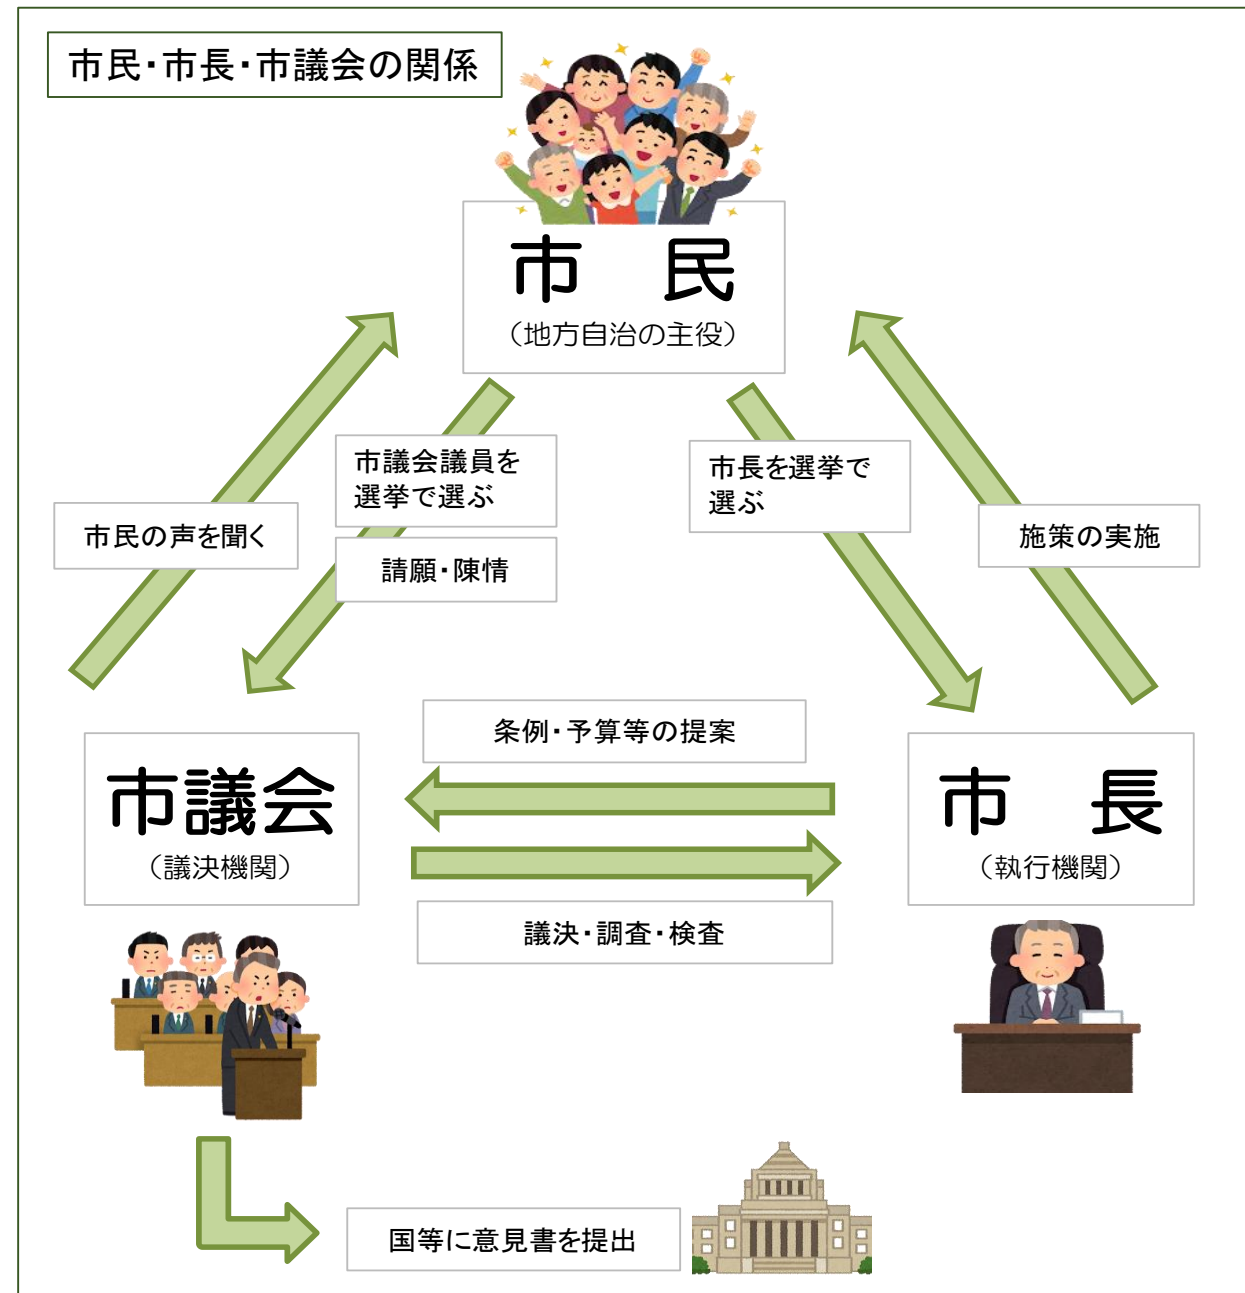 市民・市長・市議会の関係
市　民
（地方自治の主役）
市議会議員を
選挙で選ぶ
市長を選挙で
選ぶ
市民の声を聞く
請願・陳情
施策の実施
条例・予算等の提案
市議会
（議決機関）
市　長
（執行機関）
議決・調査・検査
国等に意見書を提出